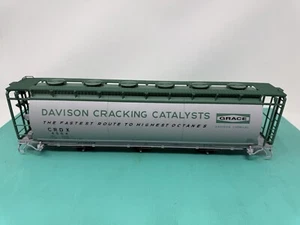 DAVISON CRACKING CATALYSTS
THE FASTEST ROUTE TO HIGHEST OCTANES
GRACE
CRDX